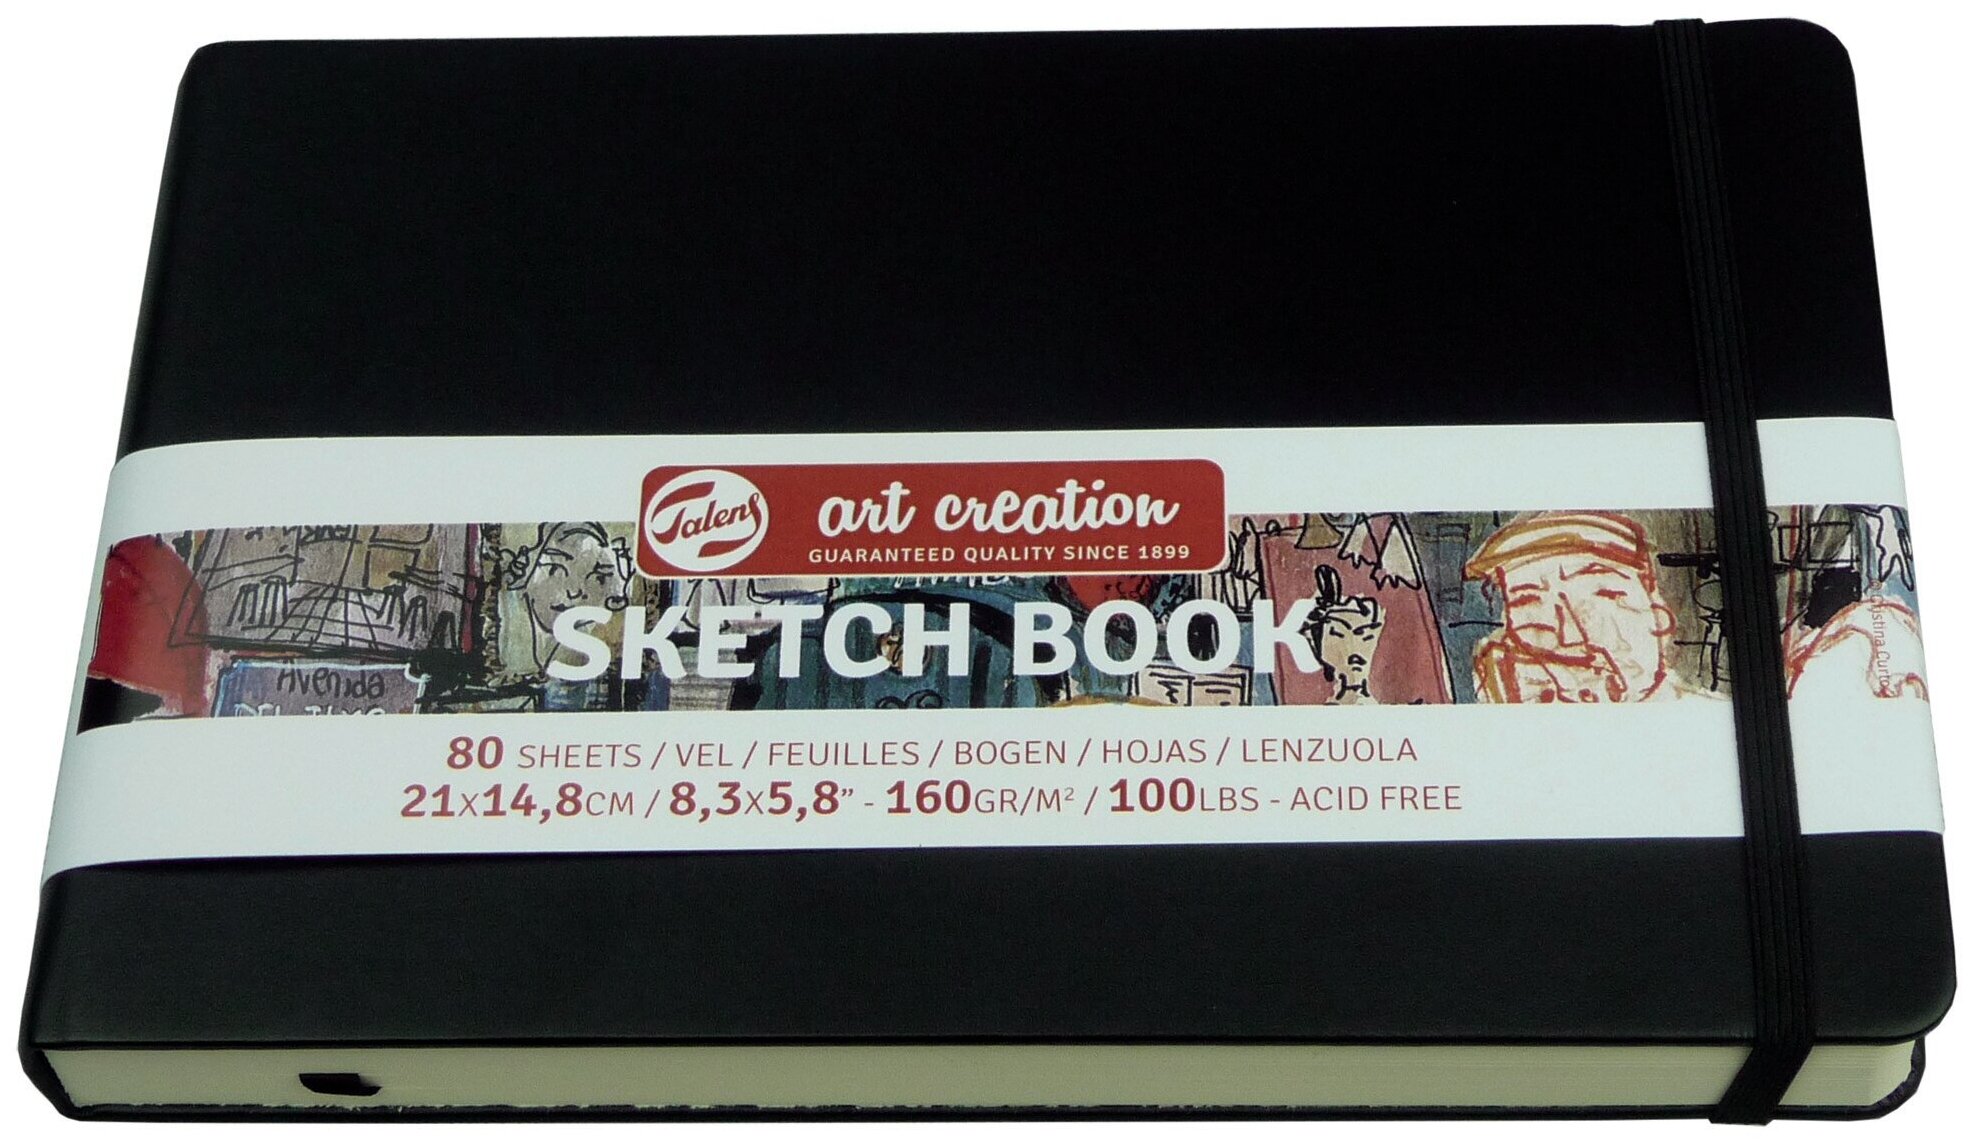 Talens
art creation
GUARANTEED QUALITY SINCE 1899
SKETCH BOOK
Avenida
80 SHEETS / VEL / FEUILLES / BOGEN / HOJAS / LENZUOLA
21X14,8CM / 8,3X5,8” - 160GR/M² / 100LBS - ACID FREE